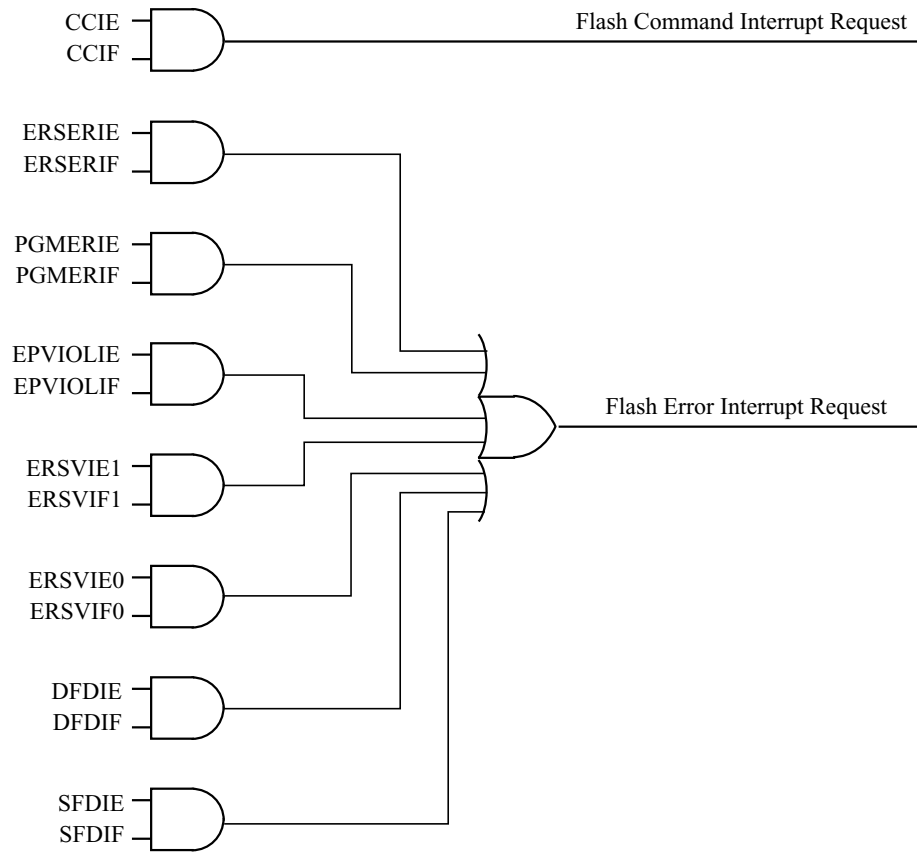 CCIE
CCIF
Flash Command Interrupt Request
ERSERIE
ERSERIF
PGMERIE
PGMERIF
EPVIOLIE
EPVIOLIF
Flash Error Interrupt Request
ERSVIE1
ERSVIF1
ERSVIE0
ERSVIF0
DFDIE
DFDIF
SFDIE
SFDIF